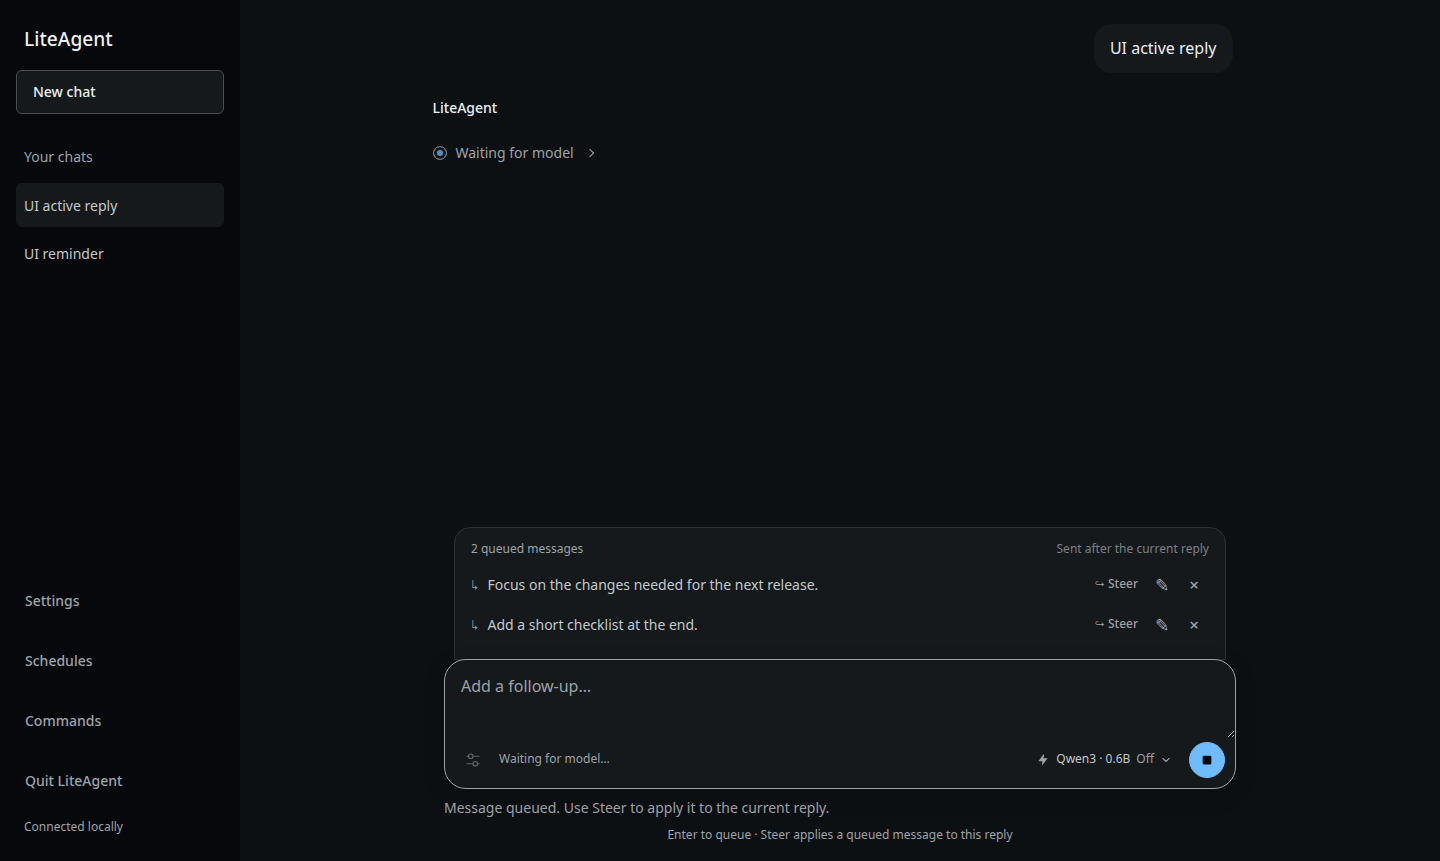 LiteAgent
New chat
Your chats
UI active reply
UI reminder
Settings
Schedules
Commands
Quit LiteAgent
Connected locally
UI active reply
LiteAgent
Waiting for model
2 queued messages Sent after the current reply
↳ Focus on the changes needed for the next release. ↪ Steer ✎ ×
↳ Add a short checklist at the end. ↪ Steer ✎ ×
Add a follow-up...
Waiting for model... Qwen3 · 0.6B Off
Message queued. Use Steer to apply it to the current reply.
Enter to queue · Steer applies a queued message to this reply